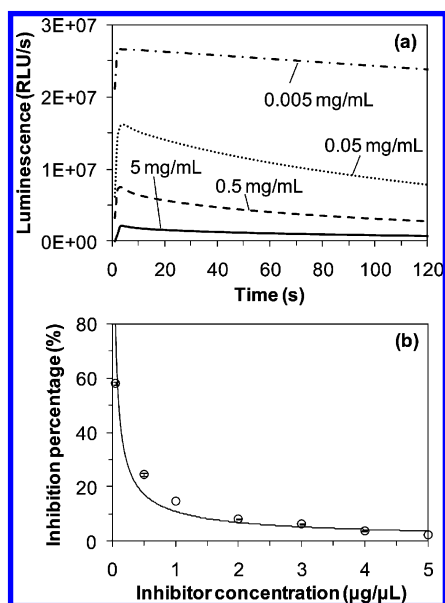 (a)
Luminescence (RLU/s)
3E+07
2E+07
1E+07
0E+00
0.005 mg/mL
0.05 mg/mL
5 mg/mL
0.5 mg/mL
0 20 40 60 80 100 120
Time (s)
(b)
Inhibition percentage (%)
80
60
40
20
0
0 1 2 3 4 5
Inhibitor concentration (µg/µL)